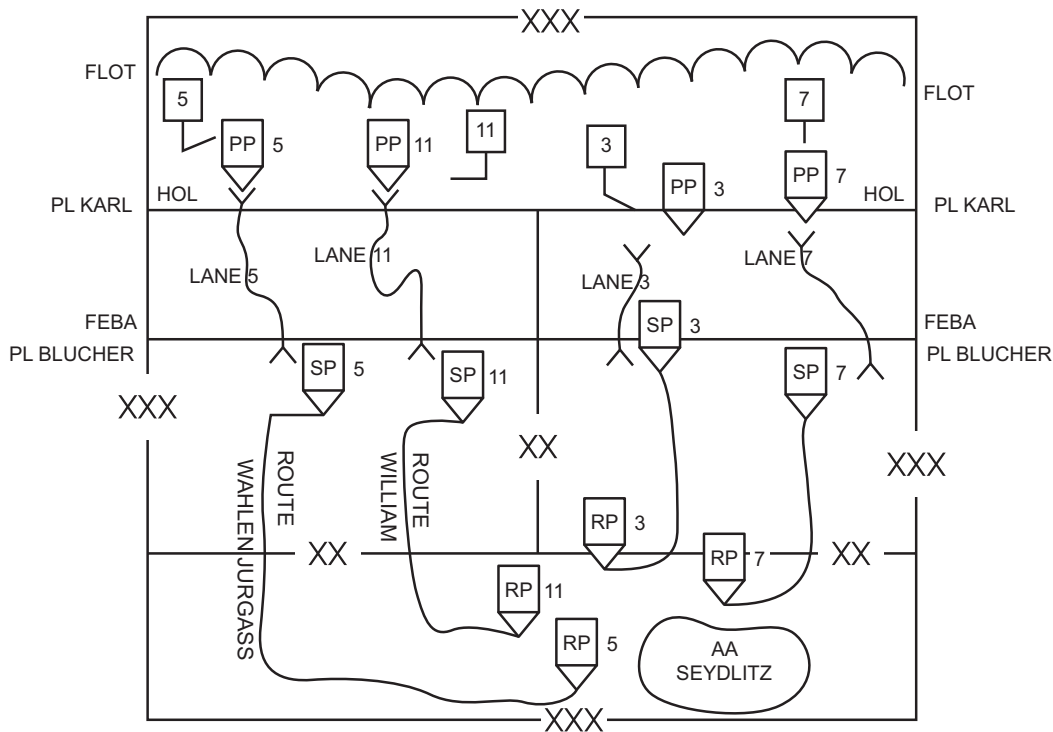 XXX
FLOT
FLOT
5
7
11
3
PP 5
PP 11
PP 3
PP 7
HOL
HOL
PL KARL
PL KARL
LANE 5
LANE 11
LANE 3
LANE 7
FEBA
FEBA
PL BLUCHER
PL BLUCHER
SP 3
SP 5
SP 11
SP 7
XXX
XX
XXX
ROUTE
WAHLEN JURGASS
ROUTE
WILLIAM
RP 3
XX
RP 7
XX
RP 11
RP 5
AA
SEYDLITZ
XXX